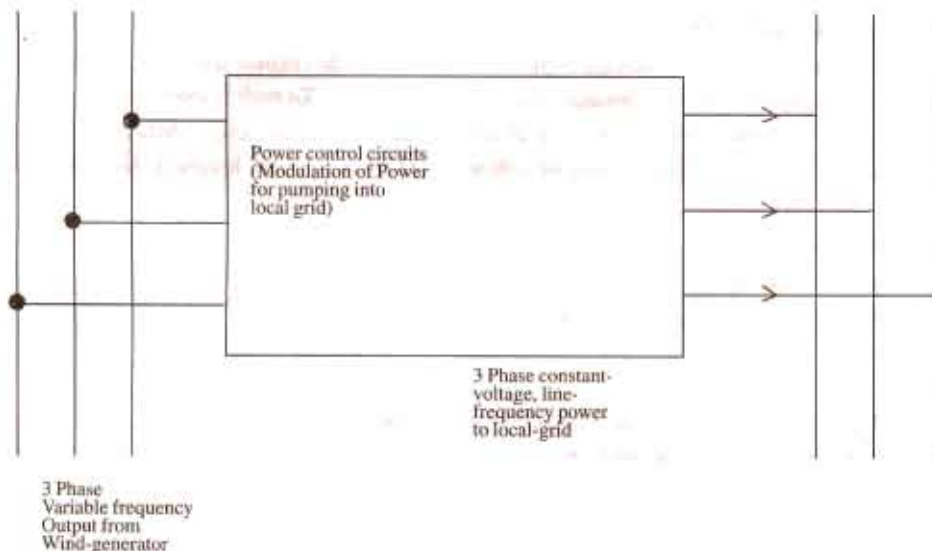 Power control circuits
(Modulation of Power
for pumping into
local grid)
3 Phase constant-
voltage, line-
frequency power
to local-grid
3 Phase
Variable frequency
Output from
Wind-generator